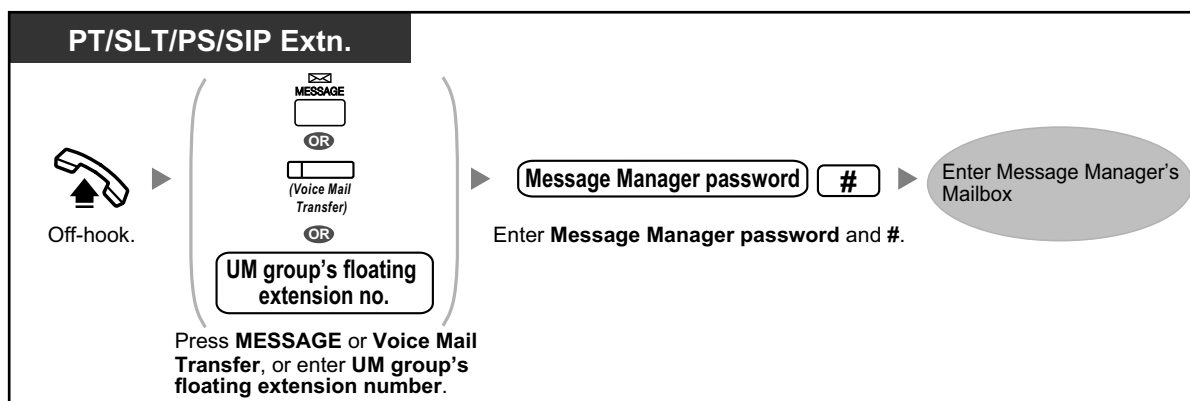 PT/SLT/PS/SIP Extn.
MESSAGE
OR
(Voice Mail
Transfer)
OR
UM group's floating
extension no.
Off-hook.
Press MESSAGE or Voice Mail
Transfer, or enter UM group's
floating extension number.
Message Manager password #
Enter Message Manager password and #.
Enter Message Manager's
Mailbox